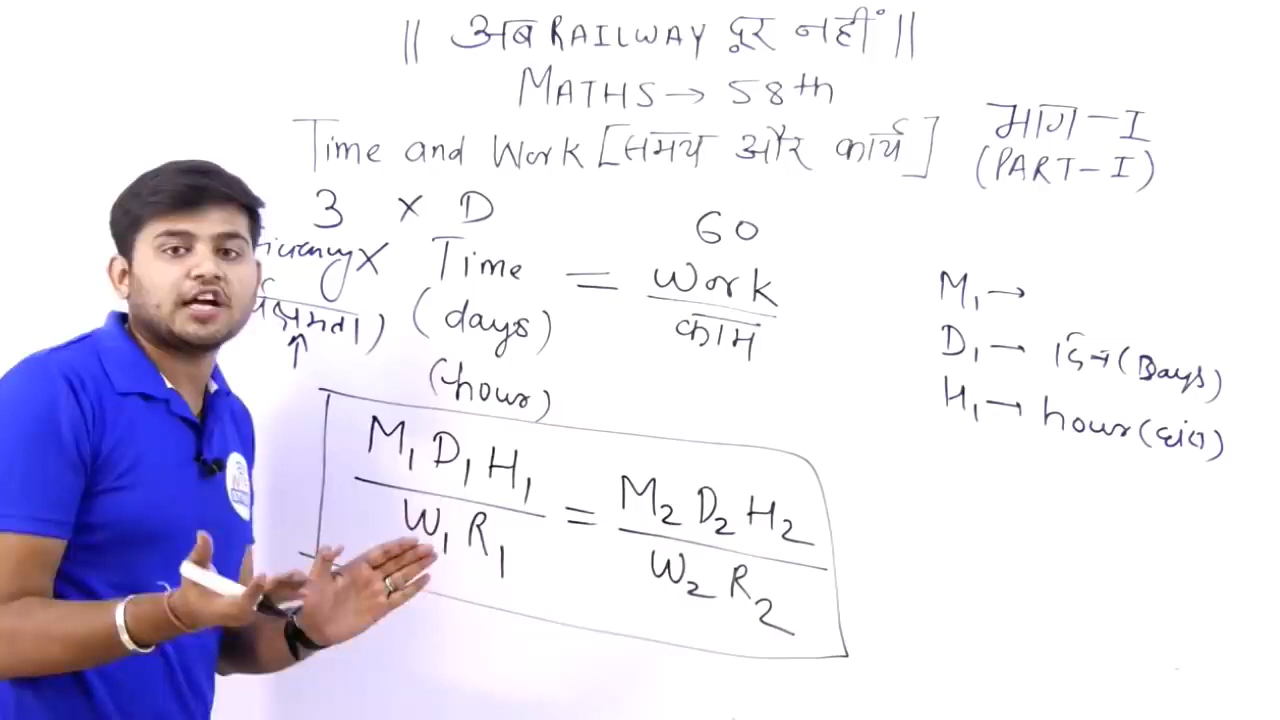 || अब RAILWAY दूर नहीं ||
MATHS → 58th
Time and Work [समय और कार्य]
भाग - I
(PART - I)
3 × D
60
iciency × Time = Work
काम
(days)
(hour)
M₁ →
D₁ → दिन (Days)
H₁ → hour (घंटा)
M₁ D₁ H₁ / W₁ R₁ = M₂ D₂ H₂ / W₂ R₂